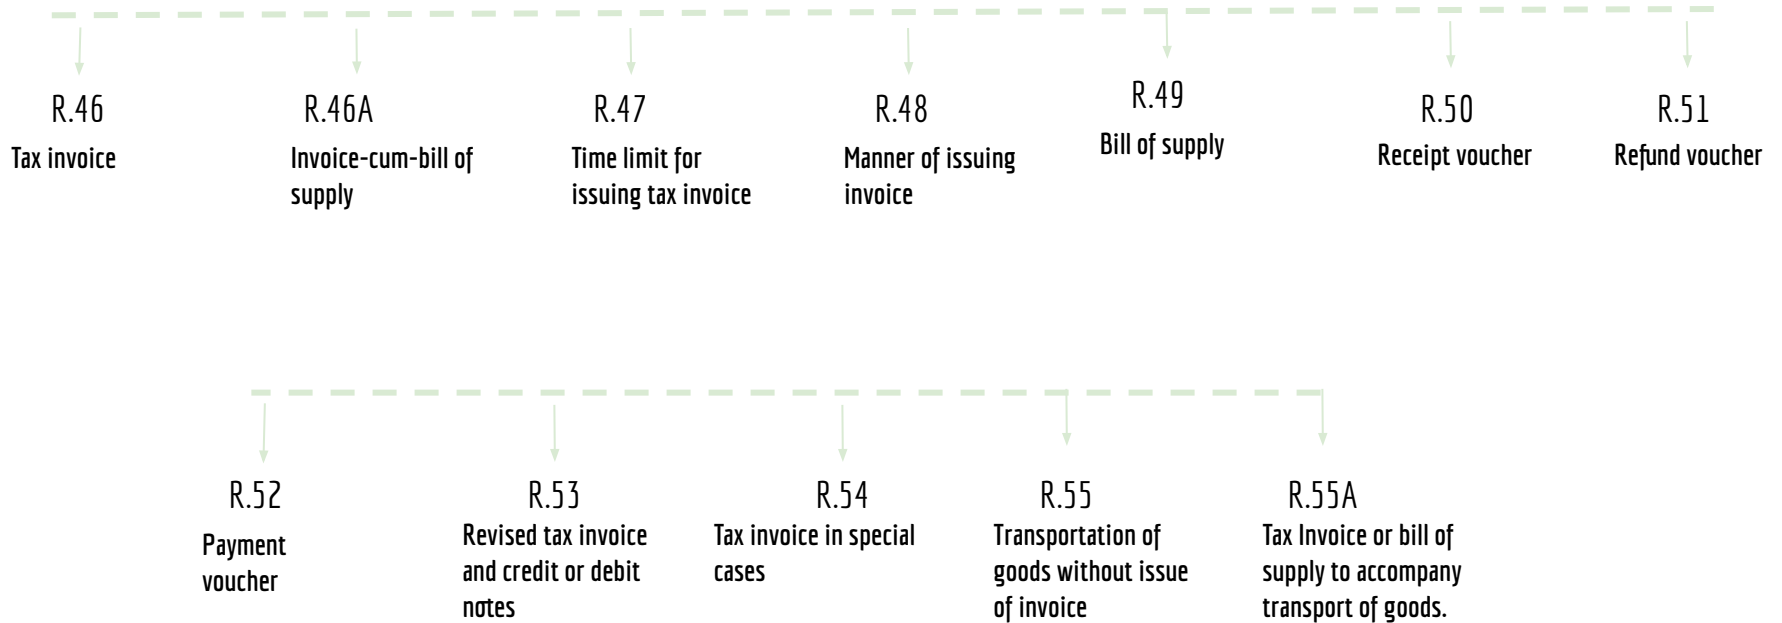 R.46
Tax invoice
R.46A
Invoice-cum-bill of
supply
R.47
Time limit for
issuing tax invoice
R.48
Manner of issuing
invoice
R.49
Bill of supply
R.50
Receipt voucher
R.51
Refund voucher
R.52
Payment
voucher
R.53
Revised tax invoice
and credit or debit
notes
R.54
Tax invoice in special
cases
R.55
Transportation of
goods without issue
of invoice
R.55A
Tax Invoice or bill of
supply to accompany
transport of goods.